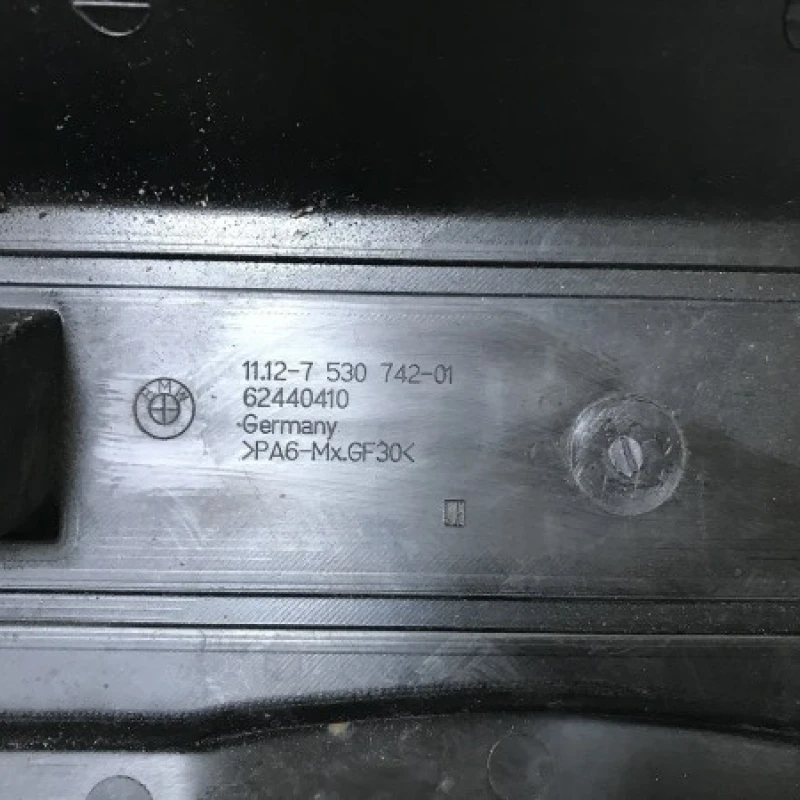 BMW
11.12-7 530 742-01
62440410
Germany
>PA6-Mx.GF30<